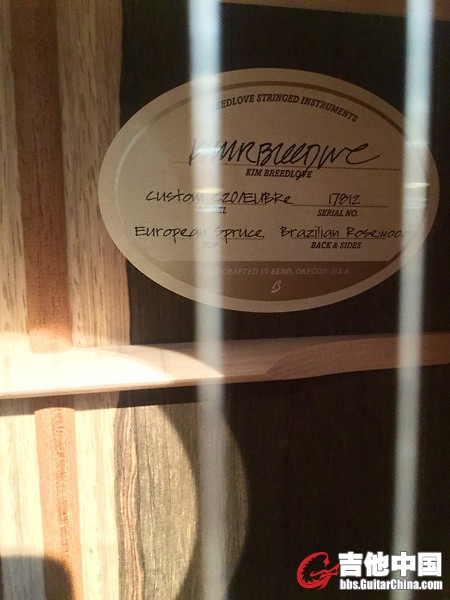 BREEDLOVE STRINGED INSTRUMENTS
Kim Breedlove
KIM BREEDLOVE
17812
SERIAL NO.
European Spruce Brazilian Rosewood
TOP BACK & SIDES
HANDCRAFTED IN BEND, OREGON, U.S.A.
B
吉他中国
bbs.GuitarChina.com